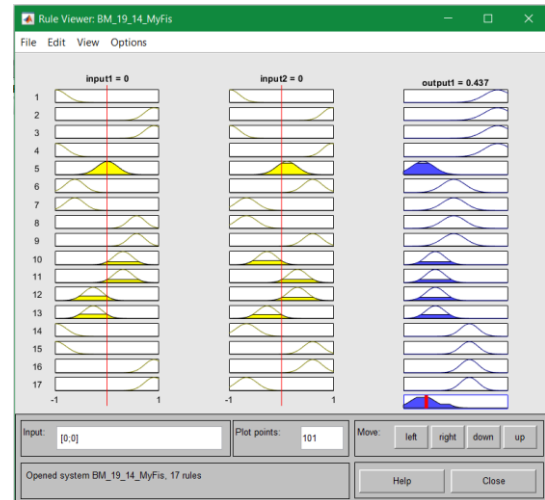 Rule Viewer: BM_19_14_MyFis
File Edit View Options
input1 = 0 input2 = 0 output1 = 0.437
1
2
3
4
5
6
7
8
9
10
11
12
13
14
15
16
17
-1 1 -1 1
Input: [0;0] Plot points: 101 Move: left right down up
Opened system BM_19_14_MyFis, 17 rules Help Close